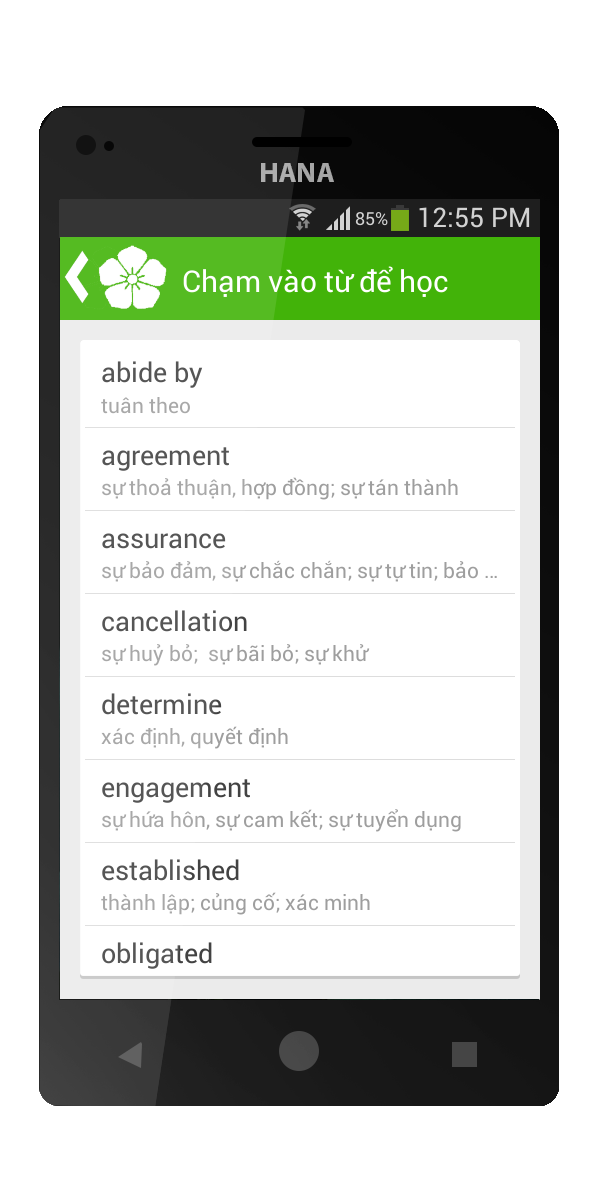 HANA
85% 12:55 PM
Chạm vào từ để học
abide by
tuân theo
agreement
sự thoả thuận, hợp đồng; sự tán thành
assurance
sự bảo đảm, sự chắc chắn; sự tự tin; bảo ...
cancellation
sự huỷ bỏ;  sự bãi bỏ; sự khử
determine
xác định, quyết định
engagement
sự hứa hôn, sự cam kết; sự tuyển dụng
established
thành lập; củng cố; xác minh
obligated